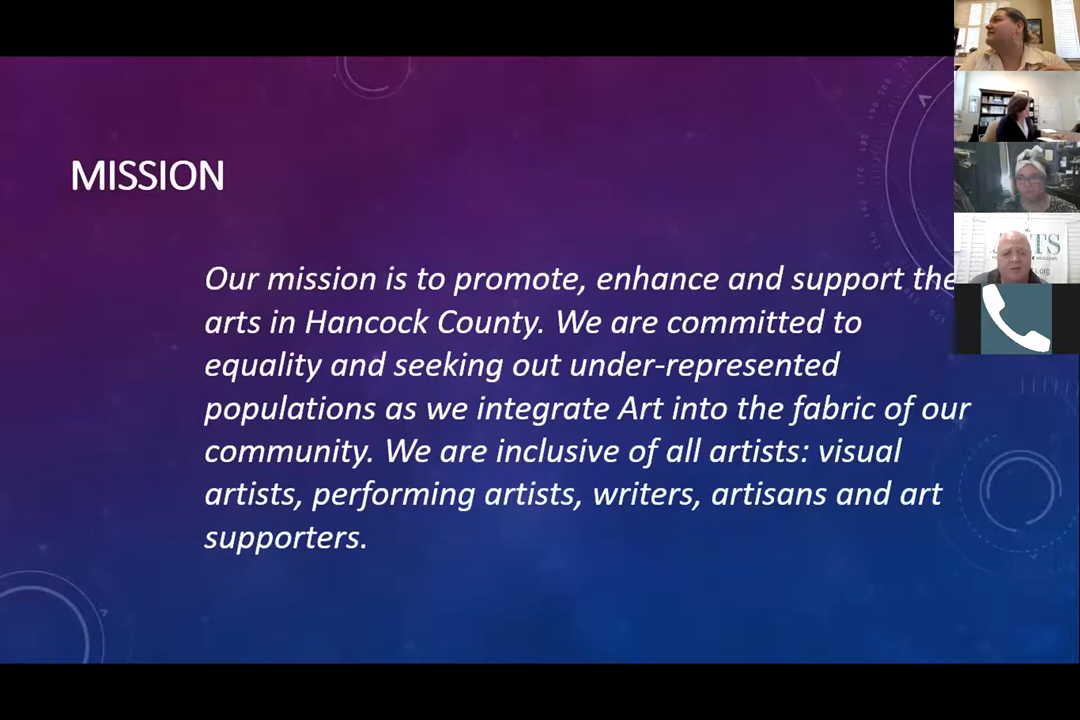 MISSION
Our mission is to promote, enhance and support the
arts in Hancock County. We are committed to
equality and seeking out under-represented
populations as we integrate Art into the fabric of our
community. We are inclusive of all artists: visual
artists, performing artists, writers, artisans and art
supporters.